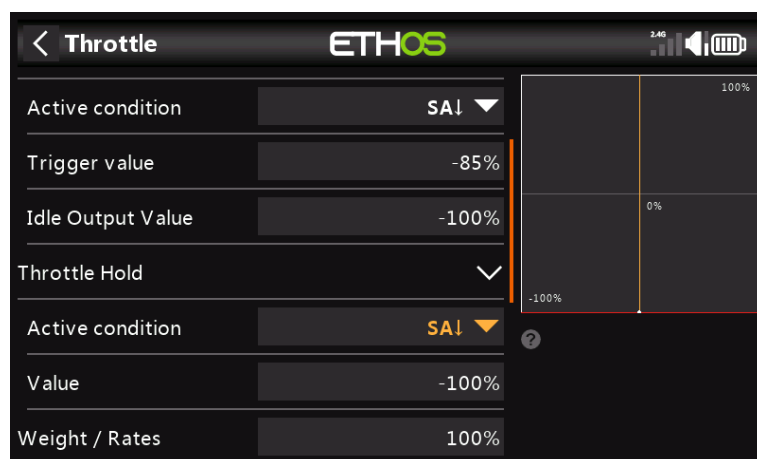 Throttle
ETHOS
2.4G
Active condition SA↓
Trigger value -85%
Idle Output Value -100%
Throttle Hold
Active condition SA↓
Value -100%
Weight / Rates 100%
100%
0%
-100%
?